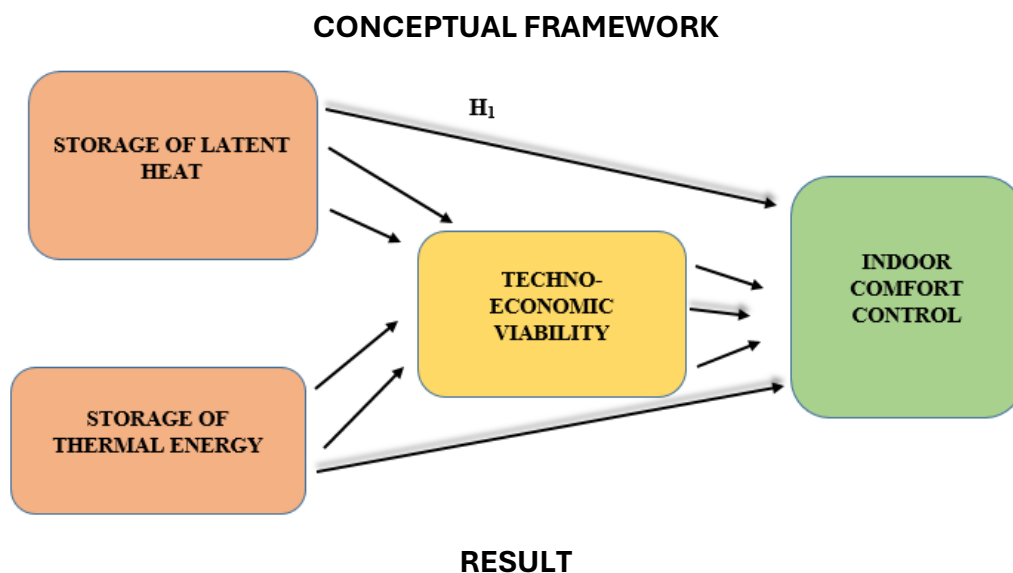 CONCEPTUAL FRAMEWORK
H₁
STORAGE OF LATENT
HEAT
TECHNO-
ECONOMIC
VIABILITY
INDOOR
COMFORT
CONTROL
STORAGE OF
THERMAL ENERGY
RESULT